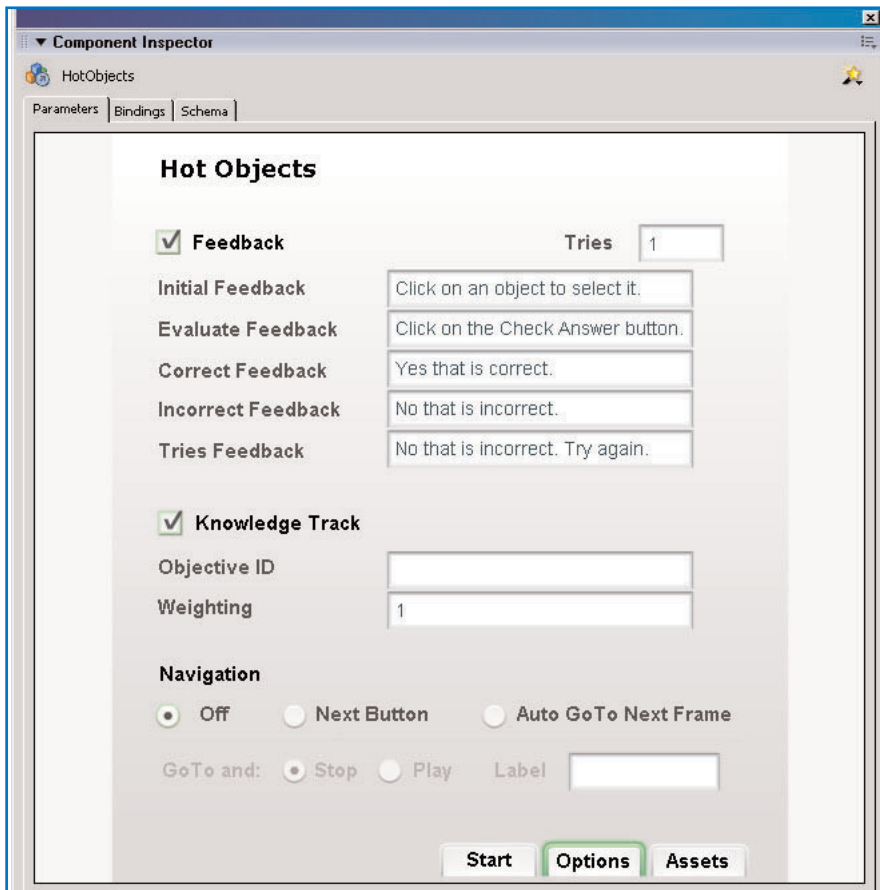 Component Inspector
HotObjects
Parameters Bindings Schema
Hot Objects
Feedback Tries 1
Initial Feedback Click on an object to select it.
Evaluate Feedback Click on the Check Answer button.
Correct Feedback Yes that is correct.
Incorrect Feedback No that is incorrect.
Tries Feedback No that is incorrect. Try again.
Knowledge Track
Objective ID
Weighting 1
Navigation
Off Next Button Auto GoTo Next Frame
GoTo and: Stop Play Label
Start Options Assets